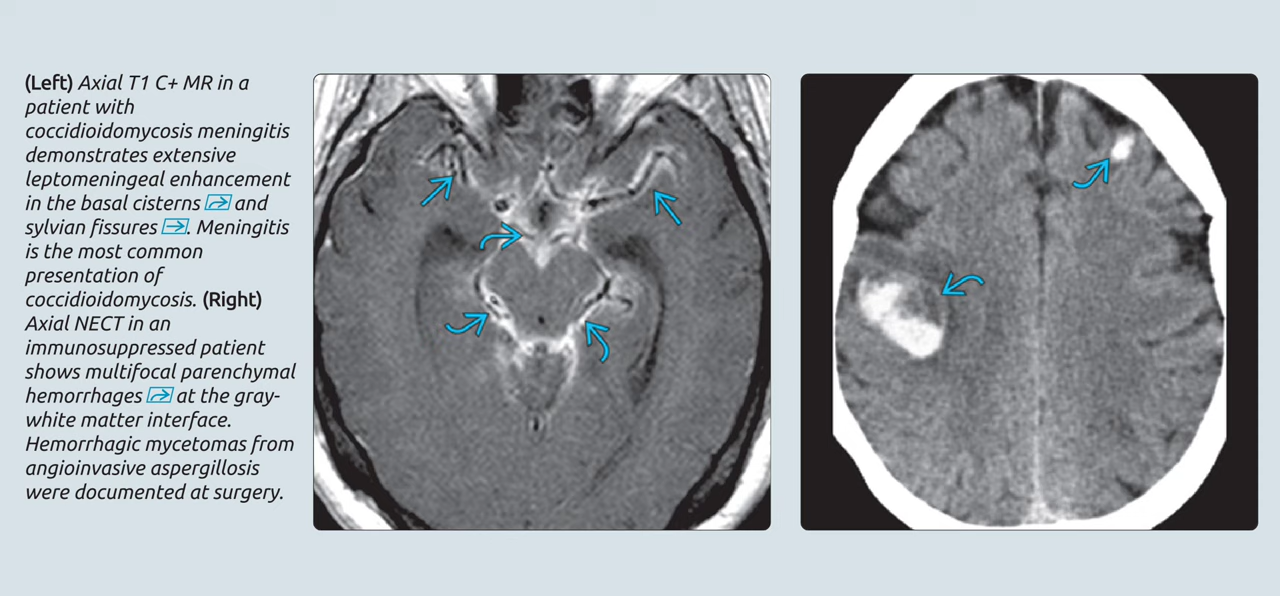 (Left) Axial T1 C+ MR in a
patient with
coccidioidomycosis meningitis
demonstrates extensive
leptomeningeal enhancement
in the basal cisterns and
sylvian fissures. Meningitis
is the most common
presentation of
coccidioidomycosis. (Right)
Axial NECT in an
immunosuppressed patient
shows multifocal parenchymal
hemorrhages at the gray-
white matter interface.
Hemorrhagic mycetomas from
angioinvasive aspergillosis
were documented at surgery.